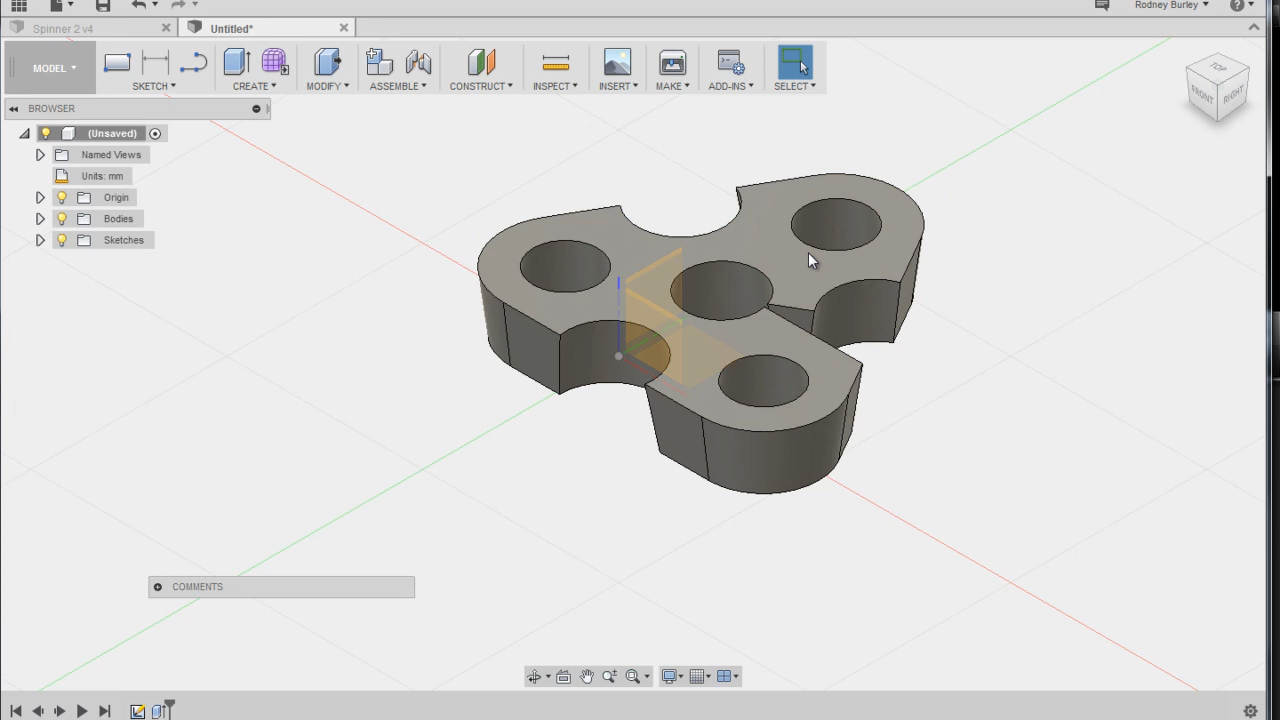 Rodney Burley
Spinner 2 v4
Untitled*
MODEL
SKETCH
CREATE
MODIFY
ASSEMBLE
CONSTRUCT
INSPECT
INSERT
MAKE
ADD-INS
SELECT
BROWSER
(Unsaved)
Named Views
Units: mm
Origin
Bodies
Sketches
TOP
FRONT
RIGHT
COMMENTS